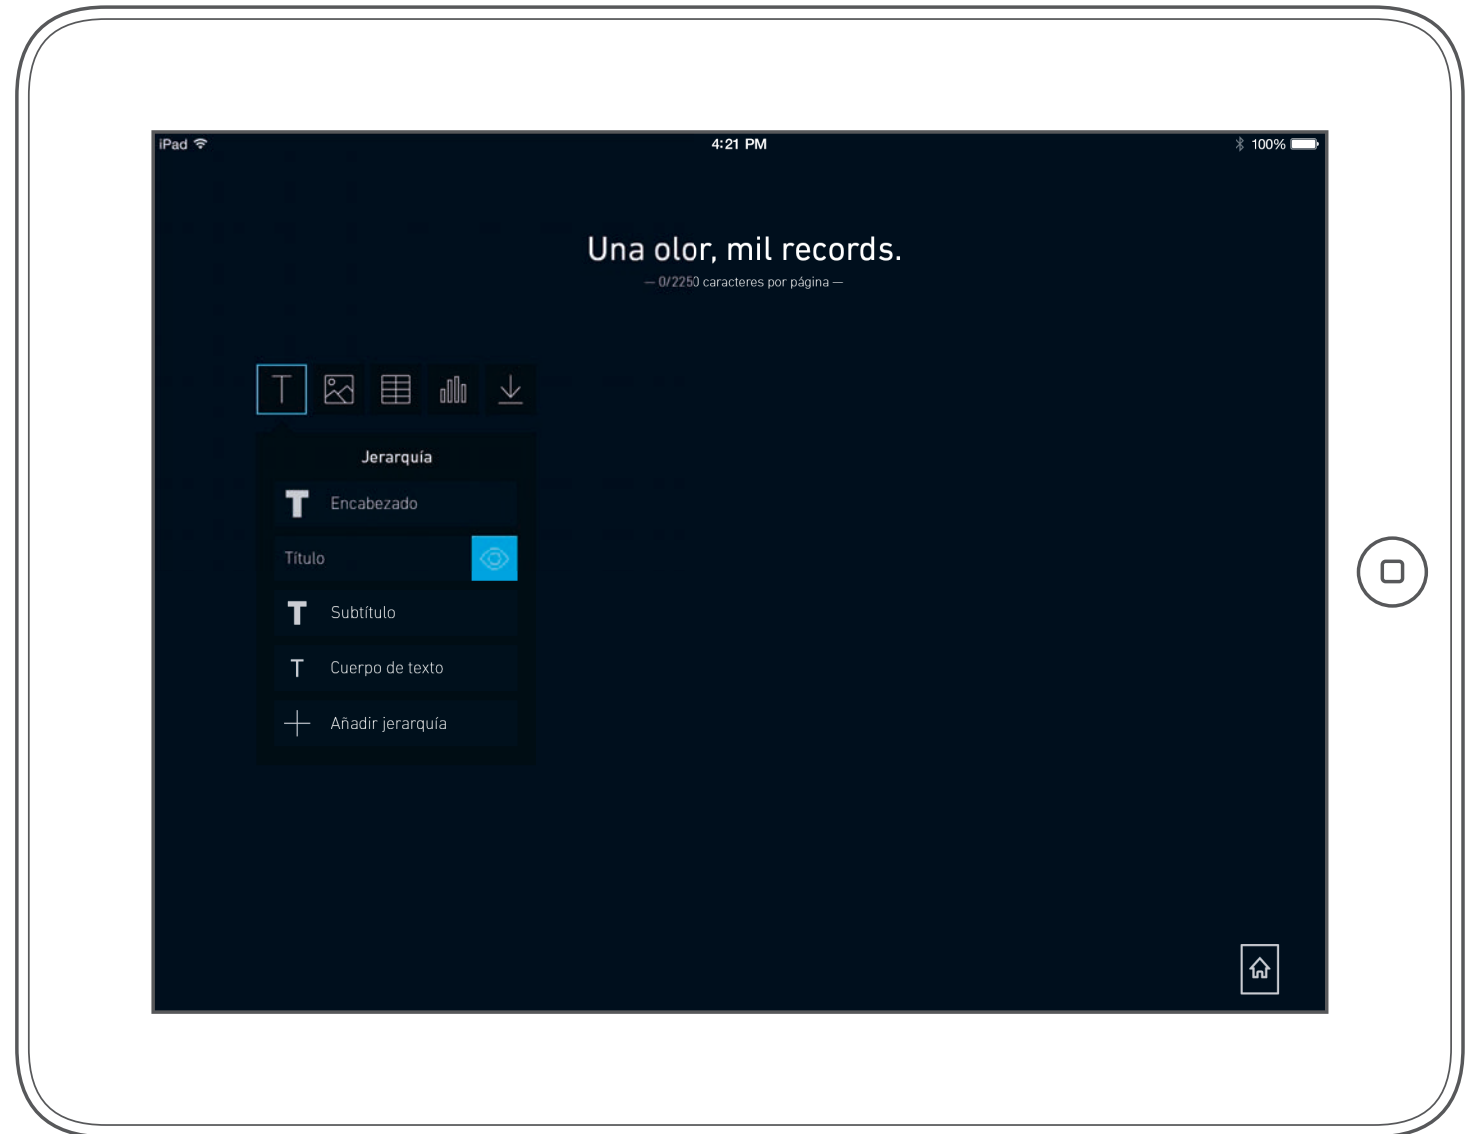 iPad
4:21 PM
100%
Una olor, mil records.
— 0/2250 caracteres por página —
Jerarquía
Encabezado
Título
Subtítulo
Cuerpo de texto
Añadir jerarquía